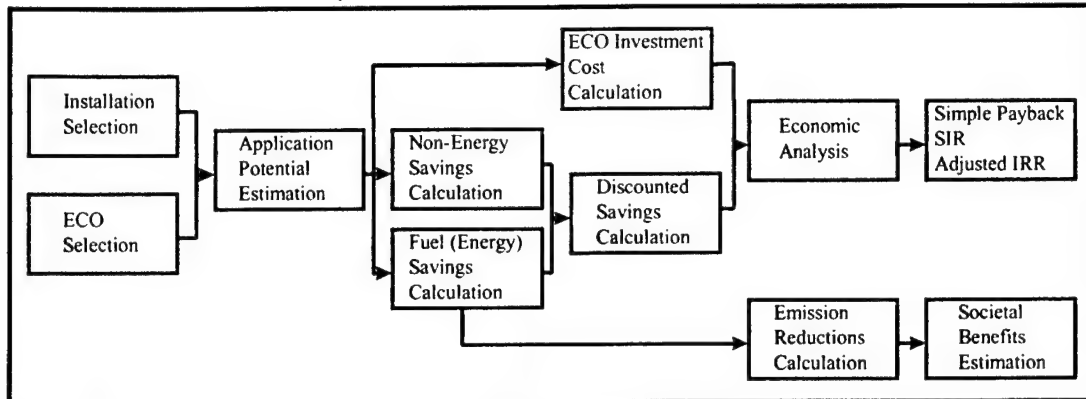 Installation
Selection
ECO
Selection
Application
Potential
Estimation
ECO Investment
Cost
Calculation
Non-Energy
Savings
Calculation
Fuel (Energy)
Savings
Calculation
Discounted
Savings
Calculation
Economic
Analysis
Simple Payback
SIR
Adjusted IRR
Emission
Reductions
Calculation
Societal
Benefits
Estimation